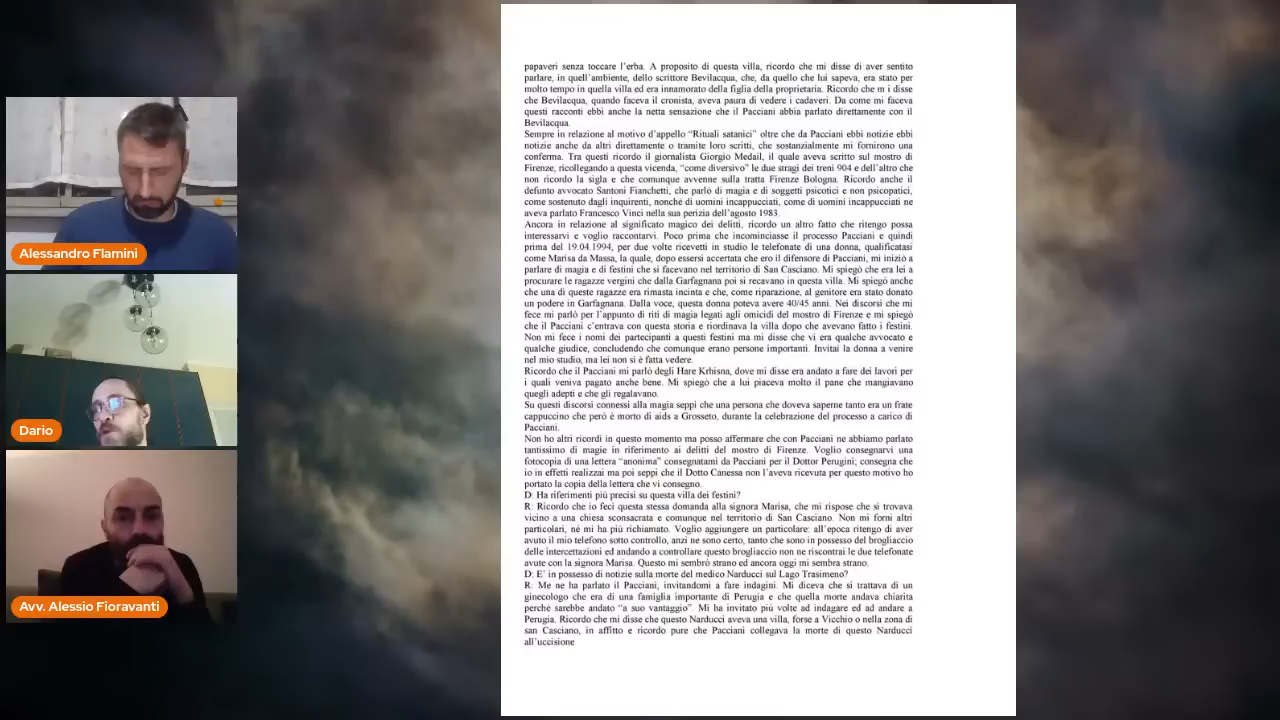 Alessandro Flamini
Dario
Avv. Alessio Fioravanti
papaveri senza toccare l'erba. A proposito di questa villa, ricordo che mi disse di aver sentito
parlare, in quell'ambiente, dello scrittore Bevilacqua, che, da quello che lui sapeva, era stato per
molto tempo in quella villa ed era innamorato della figlia della proprietaria. Ricordo che m i disse
che Bevilacqua, quando faceva il cronista, aveva paura di vedere i cadaveri. Da come mi faceva
questi racconti ebbi anche la netta sensazione che il Pacciani abbia parlato direttamente con il
Bevilacqua.
Sempre in relazione al motivo d'appello "Rituali satanici" oltre che da Pacciani ebbi notizie ebbi
notizie anche da altri direttamente o tramite loro scritti, che sostanzialmente mi fornirono una
conferma. Tra questi ricordo il giornalista Giorgio Medail, il quale aveva scritto sul mostro di
Firenze, ricollegando a questa vicenda, "come diversivo" le due stragi dei treni 904 e dell'altro che
non ricordo la sigla e che comunque avvenne sulla tratta Firenze Bologna. Ricordo anche il
defunto avvocato Santoni Fianchetti, che parlò di magia e di soggetti psicotici e non psicopatici,
come sostenuto dagli inquirenti, nonché di uomini incappucciati, come di uomini incappucciati ne
aveva parlato Francesco Vinci nella sua perizia dell'agosto 1983.
Ancora in relazione al significato magico dei delitti, ricordo un altro fatto che ritengo possa
interessarvi e voglio raccontarvi. Poco prima che incominciasse il processo Pacciani e quindi
prima del 19.04.1994, per due volte ricevetti in studio le telefonate di una donna, qualificatasi
come Marisa da Massa, la quale, dopo essersi accertata che ero il difensore di Pacciani, mi iniziò a
parlare di magia e di festini che si facevano nel territorio di San Casciano. Mi spiegò che era lei a
procurare le ragazze vergini che dalla Garfagnana poi si recavano in questa villa. Mi spiegò anche
che una di queste ragazze era rimasta incinta e che, come riparazione, al genitore era stato donato
un podere in Garfagnana. Dalla voce, questa donna poteva avere 40/45 anni. Nei discorsi che mi
fece mi parlò per l'appunto di riti di magia legati agli omicidi del mostro di Firenze e mi spiegò
che il Pacciani c'entrava con questa storia e riordinava la villa dopo che avevano fatto i festini.
Non mi fece i nomi dei partecipanti a questi festini ma mi disse che vi era qualche avvocato e
qualche giudice, concludendo che comunque erano persone importanti. Invitai la donna a venire
nel mio studio, ma lei non si è fatta vedere.
Ricordo che il Pacciani mi parlò degli Hare Krhisna, dove mi disse era andato a fare dei lavori per
i quali veniva pagato anche bene. Mi spiegò che a lui piaceva molto il pane che mangiavano
quegli adepti e che gli regalavano.
Su questi discorsi connessi alla magia seppi che una persona che doveva saperne tanto era un frate
cappuccino che però è morto di aids a Grosseto, durante la celebrazione del processo a carico di
Pacciani.
Non ho altri ricordi in questo momento ma posso affermare che con Pacciani ne abbiamo parlato
tantissimo di magie in riferimento ai delitti del mostro di Firenze. Voglio consegnarvi una
fotocopia di una lettera "anonima" consegnatami da Pacciani per il Dottor Perugini; consegna che
io in effetti realizzai ma poi seppi che il Dotto Canessa non l'aveva ricevuta per questo motivo ho
portato la copia della lettera che vi consegno.
D: Ha riferimenti più precisi su questa villa dei festini?
R: Ricordo che io feci questa stessa domanda alla signora Marisa, che mi rispose che si trovava
vicino a una chiesa sconsacrata e comunque nel territorio di San Casciano. Non mi fornì altri
particolari, né mi ha più richiamato. Voglio aggiungere un particolare: all'epoca ritengo di aver
avuto il mio telefono sotto controllo, anzi ne sono certo, tanto che sono in possesso del brogliaccio
delle intercettazioni ed andando a controllare questo brogliaccio non ne riscontrai le due telefonate
avute con la signora Marisa. Questo mi sembrò strano ed ancora oggi mi sembra strano.
D: E' in possesso di notizie sulla morte del medico Narducci sul Lago Trasimeno?
R: Me ne ha parlato il Pacciani, invitandomi a fare indagini. Mi diceva che si trattava di un
ginecologo che era di una famiglia importante di Perugia e che quella morte andava chiarita
perché sarebbe andato "a suo vantaggio". Mi ha invitato più volte ad indagare ed ad andare a
Perugia. Ricordo che mi disse che questo Narducci aveva una villa, forse a Vicchio o nella zona di
san Casciano, in affitto e ricordo pure che Pacciani collegava la morte di questo Narducci
all'uccisione